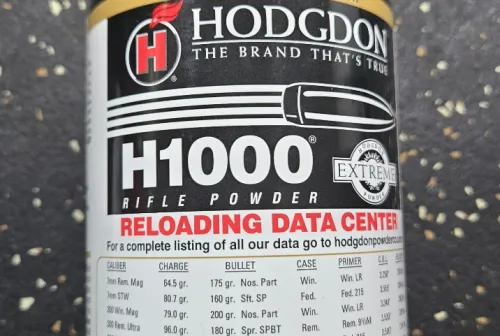 H
HODGDON
THE BRAND THAT'S TRUE
H1000
RIFLE POWDER
HODGDON
EXTREME
POWDERS
RELOADING DATA CENTER
For a complete listing of all our data go to
CALIBER CHARGE BULLET CASE PRIMER
7mm Rem. Mag 64.5 gr. 175 gr. Nos. Part Win. Win. LR
7mm STW 80.7 gr. 160 gr. Sft. SP Fed. Fed. 215
300 Win. Mag 79.0 gr. 200 gr. Nos. Part Win. Win. LR
300 Rem. Ultra 96.0 gr. 180 gr. Spr. SPBT Rem. Rem. 9½M